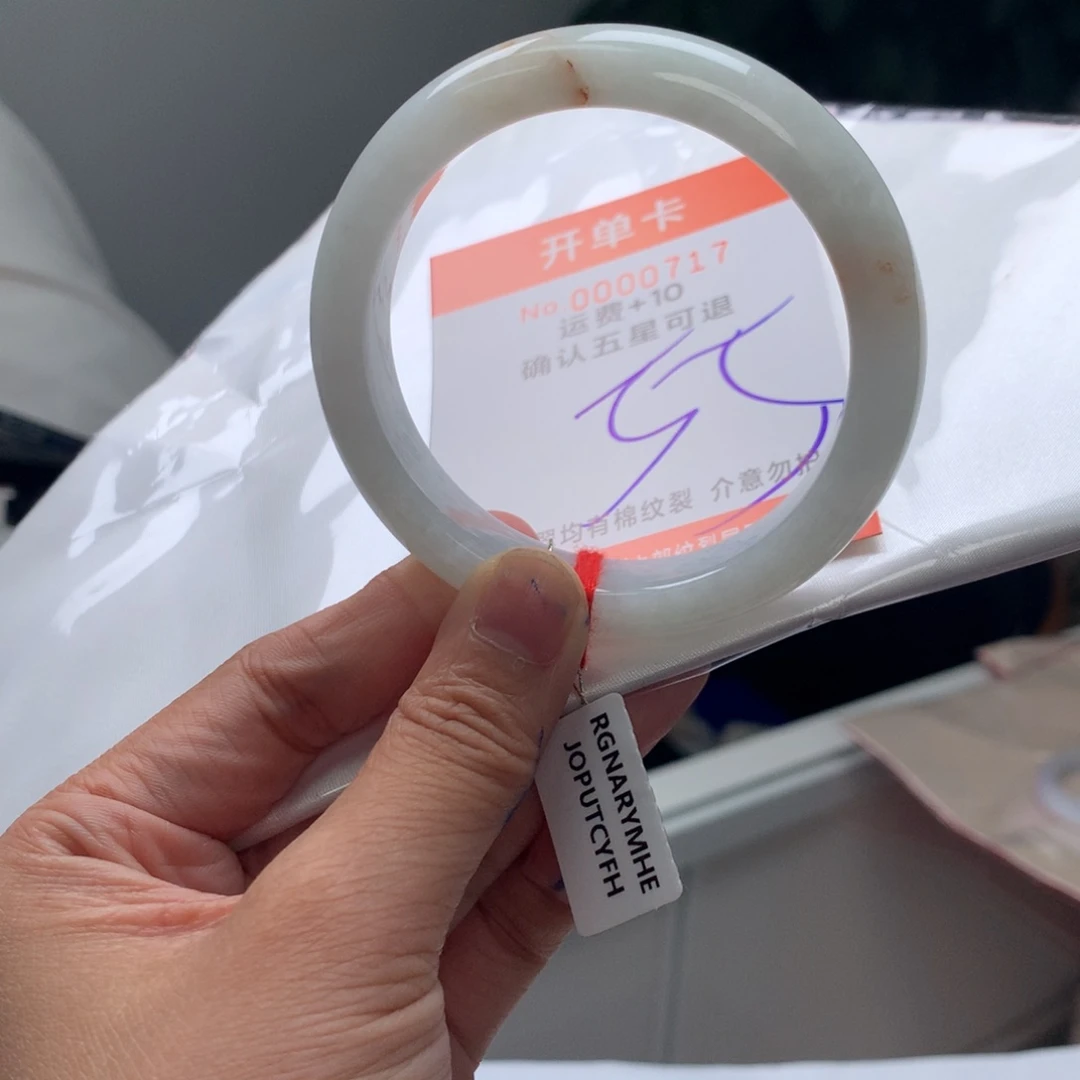 开单卡
No 0000717
运费+10
确认五星可退
均有棉纹裂 介意勿
RGNARYMHE
JOPUTCYFH